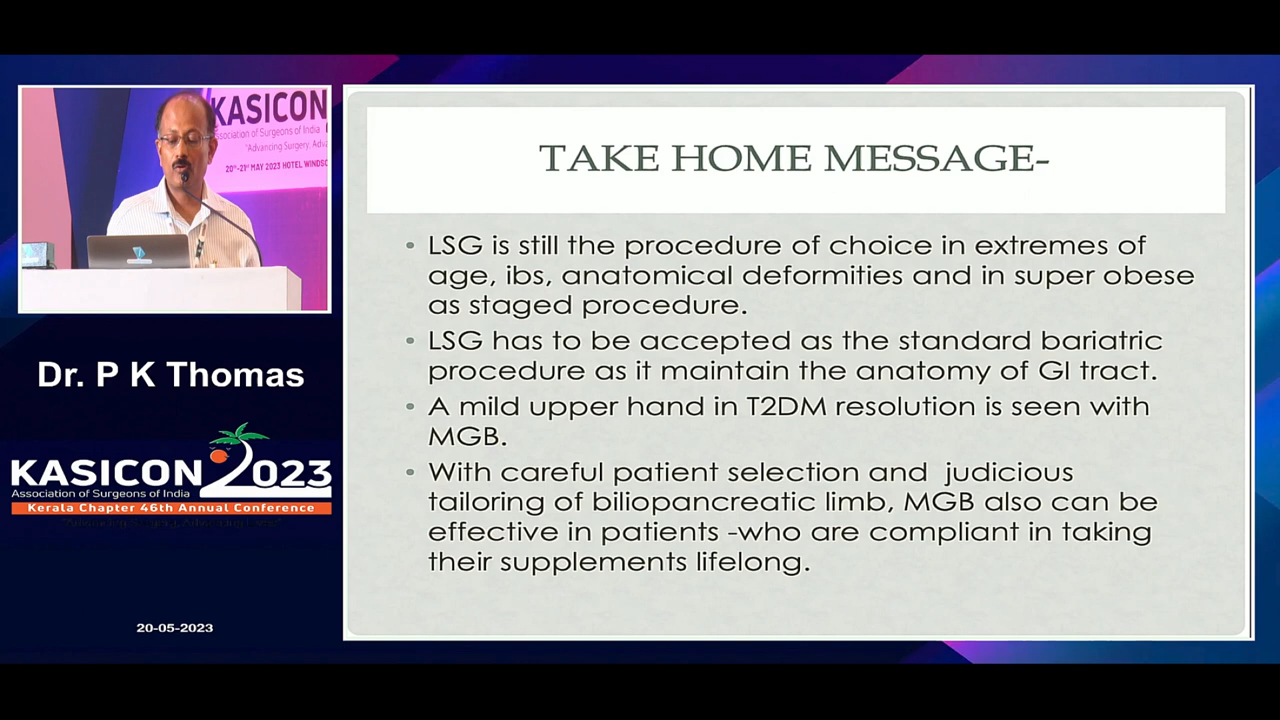 KASICON
Association of Surgeons of India
"Advancing Surgery, Adva
20th-21st MAY 2023 HOTEL WINDSO
Dr. P K Thomas
KASICON 2023
Association of Surgeons of India
Kerala Chapter 46th Annual Conference
20-05-2023
TAKE HOME MESSAGE-
• LSG is still the procedure of choice in extremes of
age, ibs, anatomical deformities and in super obese
as staged procedure.
• LSG has to be accepted as the standard bariatric
procedure as it maintain the anatomy of GI tract.
• A mild upper hand in T2DM resolution is seen with
MGB.
• With careful patient selection and  judicious
tailoring of biliopancreatic limb, MGB also can be
effective in patients -who are compliant in taking
their supplements lifelong.